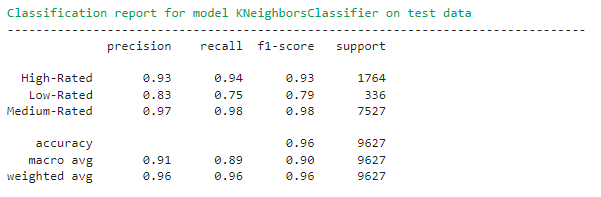 Classification report for model KNeighborsClassifier on test data
--------------------------------------------------------------------------------
precision recall f1-score support
High-Rated 0.93 0.94 0.93 1764
Low-Rated 0.83 0.75 0.79 336
Medium-Rated 0.97 0.98 0.98 7527
accuracy 0.96 9627
macro avg 0.91 0.89 0.90 9627
weighted avg 0.96 0.96 0.96 9627